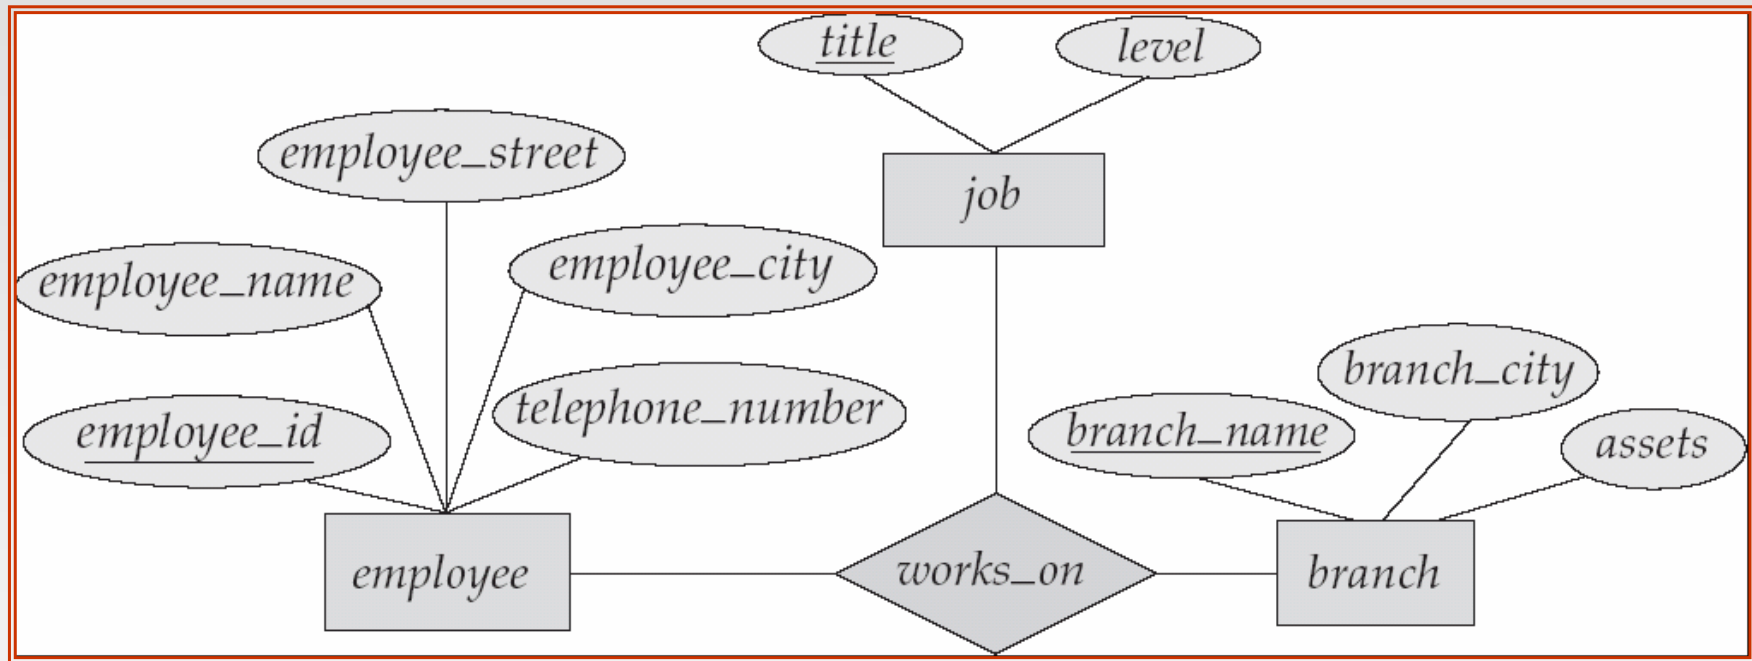 title
level
employee_street
job
employee_name
employee_city
branch_city
employee_id
telephone_number
branch_name
assets
employee
works_on
branch